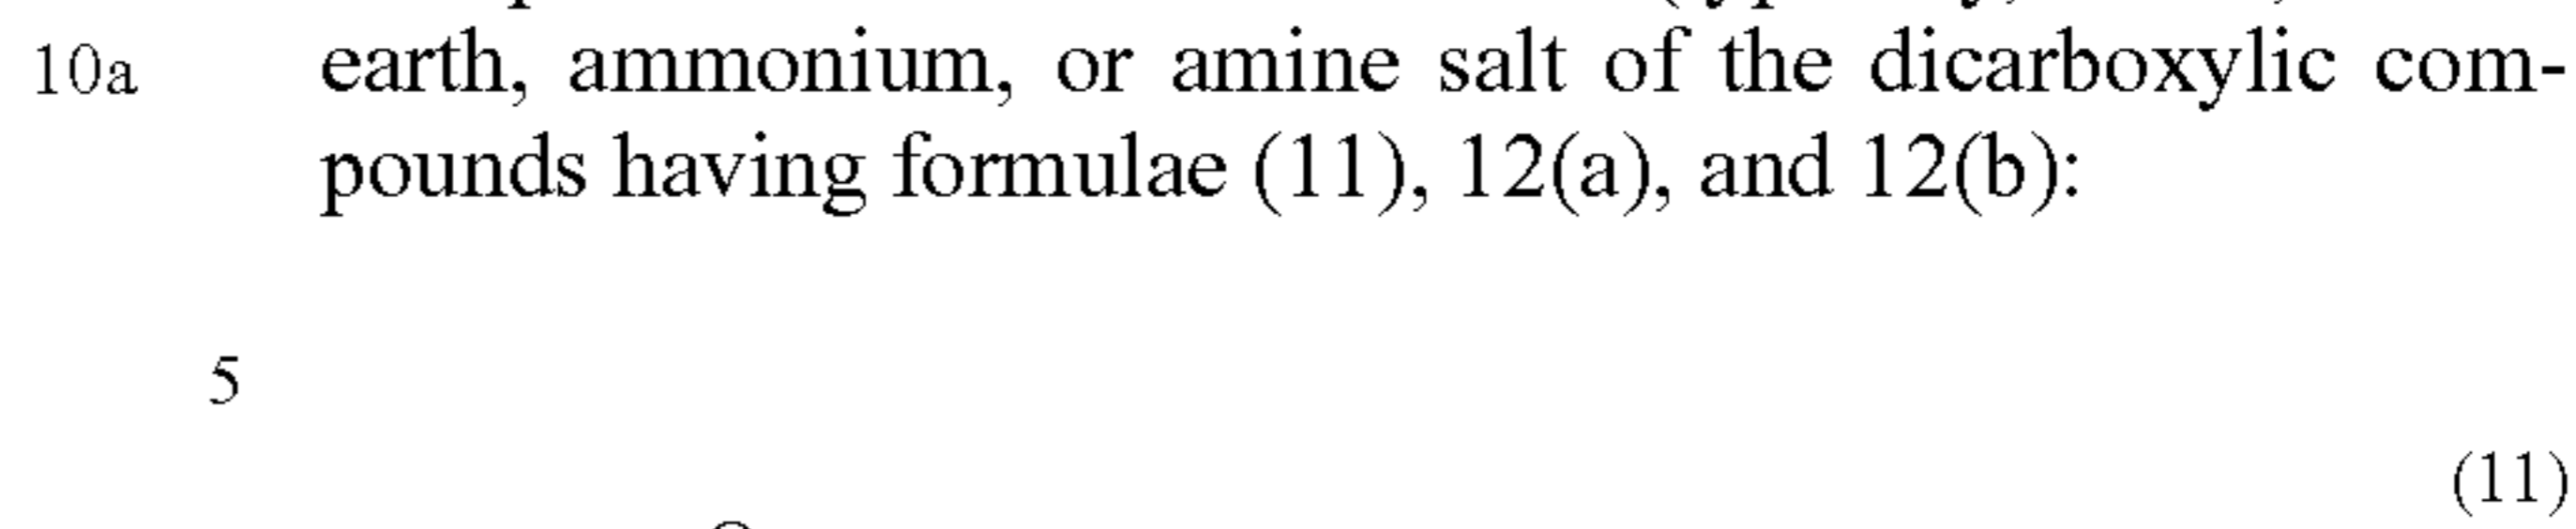 10a earth, ammonium, or amine salt of the dicarboxylic com-
pounds having formulae (11), 12(a), and 12(b):
5
(11)